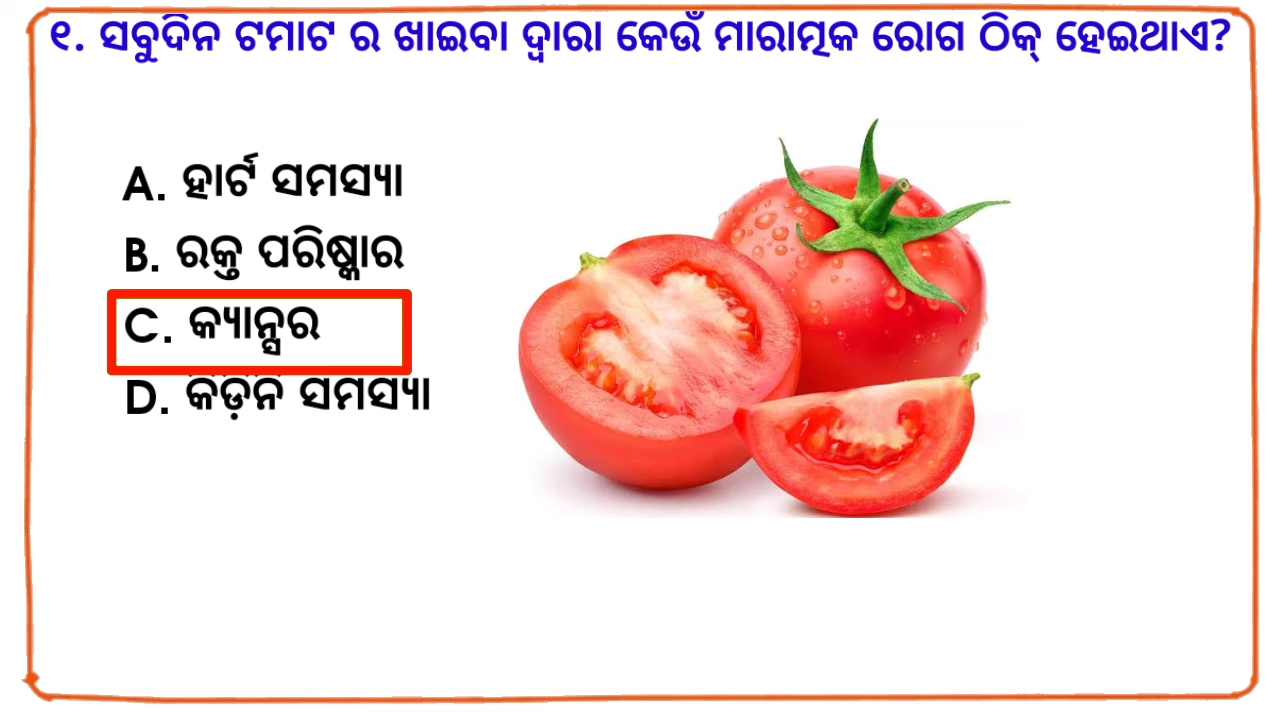 ୧. ସବୁଦିନ ଟମାଟ ର ଖାଇବା ଦ୍ୱାରା କେଉଁ ମାରାତ୍ମକ ରୋଗ ଠିକ୍ ହେଇଥାଏ?
A. ହାର୍ଟ ସମସ୍ୟା
B. ରକ୍ତ ପରିଷ୍କାର
C. କ୍ୟାନ୍ସର
D. କିଡ଼ନି ସମସ୍ୟା